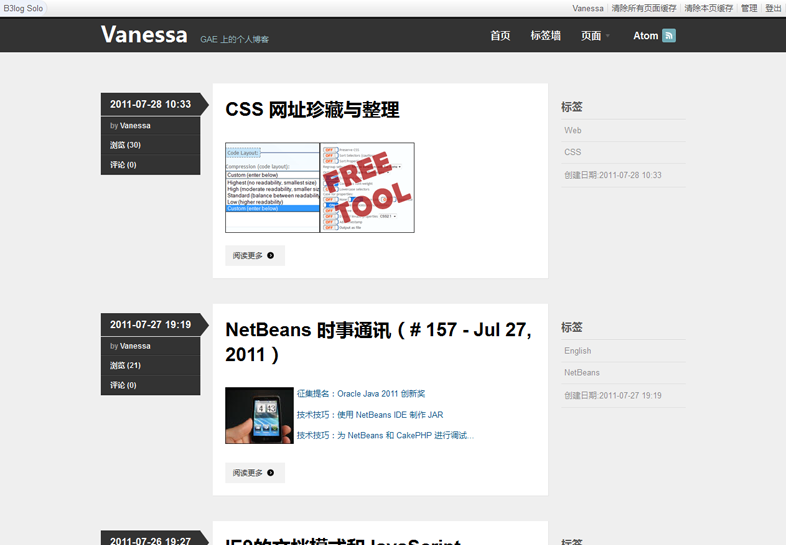 B3log Solo
Vanessa 清除所有页面缓存 清除本页缓存 管理 登出
Vanessa GAE 上的个人博客
首页 标签墙 页面 Atom
2011-07-28 10:33
by Vanessa
浏览 (30)
评论 (0)
CSS 网址珍藏与整理
Code Layout:
Compression (code layout):
Custom (enter below)
Highest (no readability, smallest size)
High (moderate readability, smaller size
Standard (balance between readability
Low (higher readability)
Custom (enter below)
FREE
TOOL
Output as file
阅读更多
标签
Web
CSS
创建日期:2011-07-28 10:33
2011-07-27 19:19
by Vanessa
浏览 (21)
评论 (0)
NetBeans 时事通讯（# 157 - Jul 27,
2011）
征集提名：Oracle Java 2011 创新奖
技术技巧：使用 NetBeans IDE 制作 JAR
技术技巧：为 NetBeans 和 CakePHP 进行调试...
阅读更多
标签
English
NetBeans
创建日期:2011-07-27 19:19
2011-07-26 19:27
IE9的文档模式和JavaScript
标签